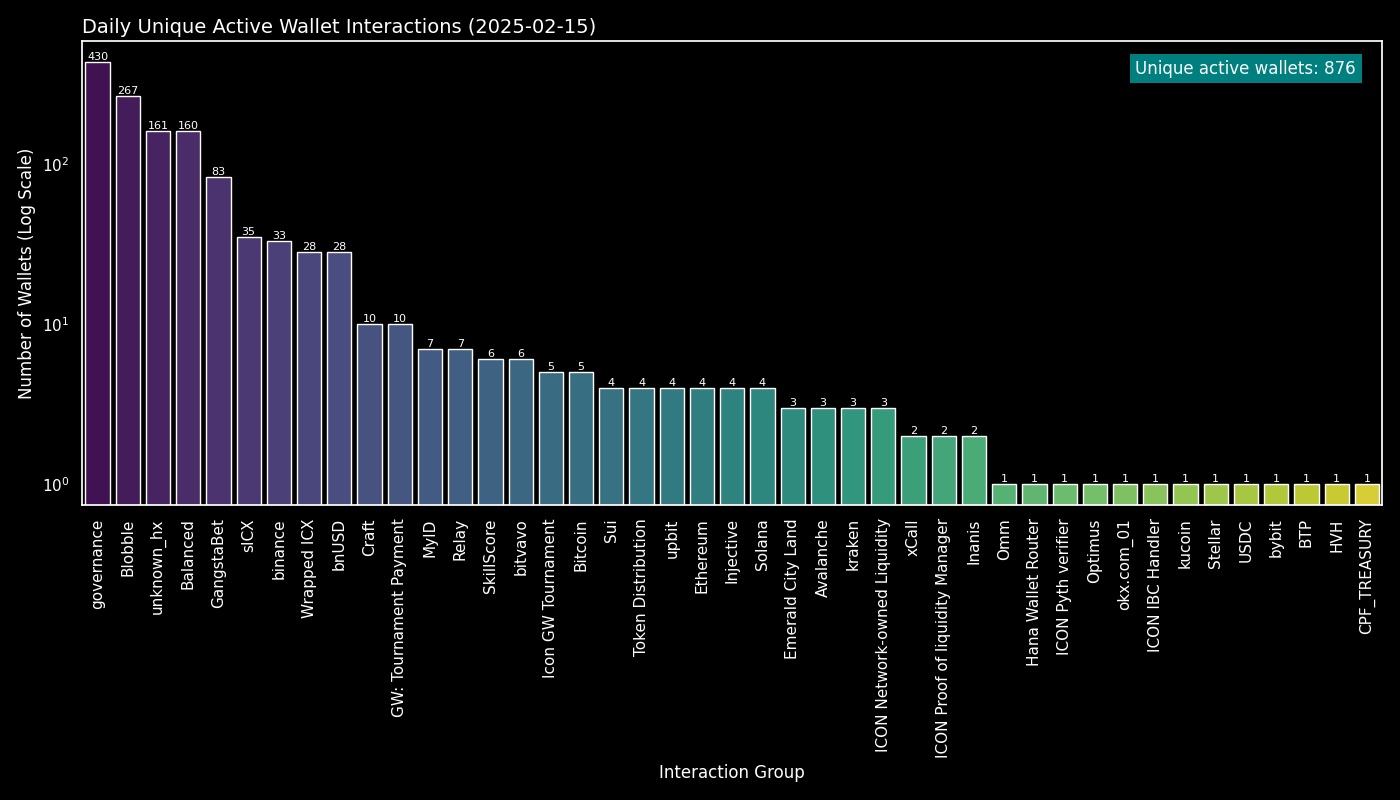 Daily Unique Active Wallet Interactions (2025-02-15)
Unique active wallets: 876
Number of Wallets (Log Scale)
10²
10¹
10⁰
430
267
161
160
83
35
33
28
28
10
10
7
7
6
6
5
5
4
4
4
4
4
4
3
3
3
3
2
2
2
1
1
1
1
1
1
1
1
1
1
1
1
1
governance
Blobble
unknown_hx
Balanced
GangstaBet
sICX
binance
Wrapped ICX
bnUSD
Craft
GW: Tournament Payment
MyID
Relay
SkillScore
bitvavo
Icon GW Tournament
Bitcoin
Sui
Token Distribution
upbit
Ethereum
Injective
Solana
Emerald City Land
Avalanche
kraken
ICON Network-owned Liquidity
xCall
ICON Proof of liquidity Manager
Inanis
Omm
Hana Wallet Router
ICON Pyth verifier
Optimus
okx.com_01
ICON IBC Handler
kucoin
Stellar
USDC
bybit
BTP
HVH
CPF_TREASURY
Interaction Group